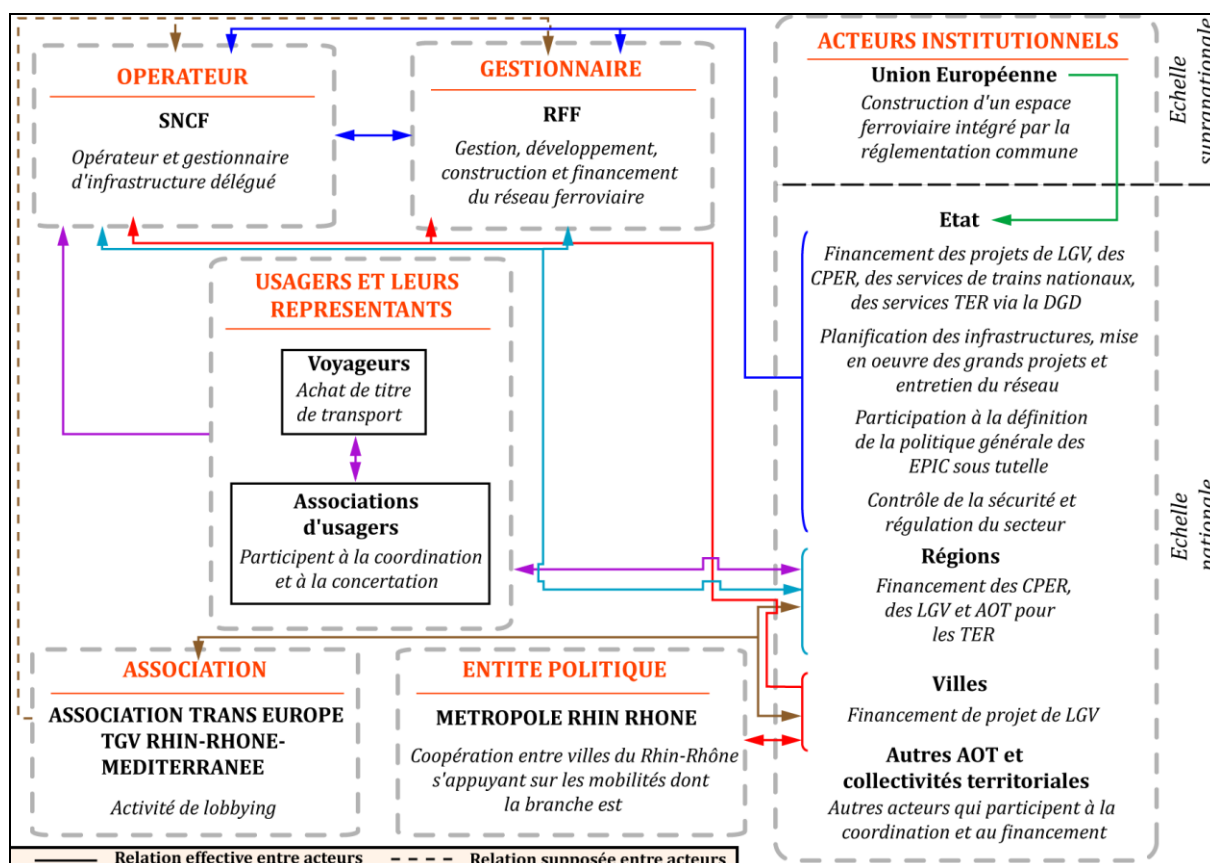 OPERATEUR
SNCF
Opérateur et gestionnaire
d'infrastructure délégué
GESTIONNAIRE
RFF
Gestion, développement,
construction et financement
du réseau ferroviaire
USAGERS ET LEURS
REPRESENTANTS
Voyageurs
Achat de titre
de transport
Associations
d'usagers
Participent à la coordination
et à la concertation
ASSOCIATION
ASSOCIATION TRANS EUROPE
TGV RHIN-RHONE-
MEDITERRANEE
Activité de lobbying
ENTITE POLITIQUE
METROPOLE RHIN RHONE
Coopération entre villes du Rhin-Rhône
s'appuyant sur les mobilités dont
la branche est
ACTEURS INSTITUTIONNELS
Union Européenne
Construction d'un espace
ferroviaire intégré par la
réglementation commune
Etat
Financement des projets de LGV, des
CPER, des services de trains nationaux,
des services TER via la DGD
Planification des infrastructures, mise
en oeuvre des grands projets et
entretien du réseau
Participation à la définition
de la politique générale des
EPIC sous tutelle
Contrôle de la sécurité et
régulation du secteur
Régions
Financement des CPER,
des LGV et AOT pour
les TER
Villes
Financement de projet de LGV
Autres AOT et
collectivités territoriales
Autres acteurs qui participent à la
coordination et au financement
Echelle
supranationale
Echelle
nationale
Relation effective entre acteurs
Relation supposée entre acteurs